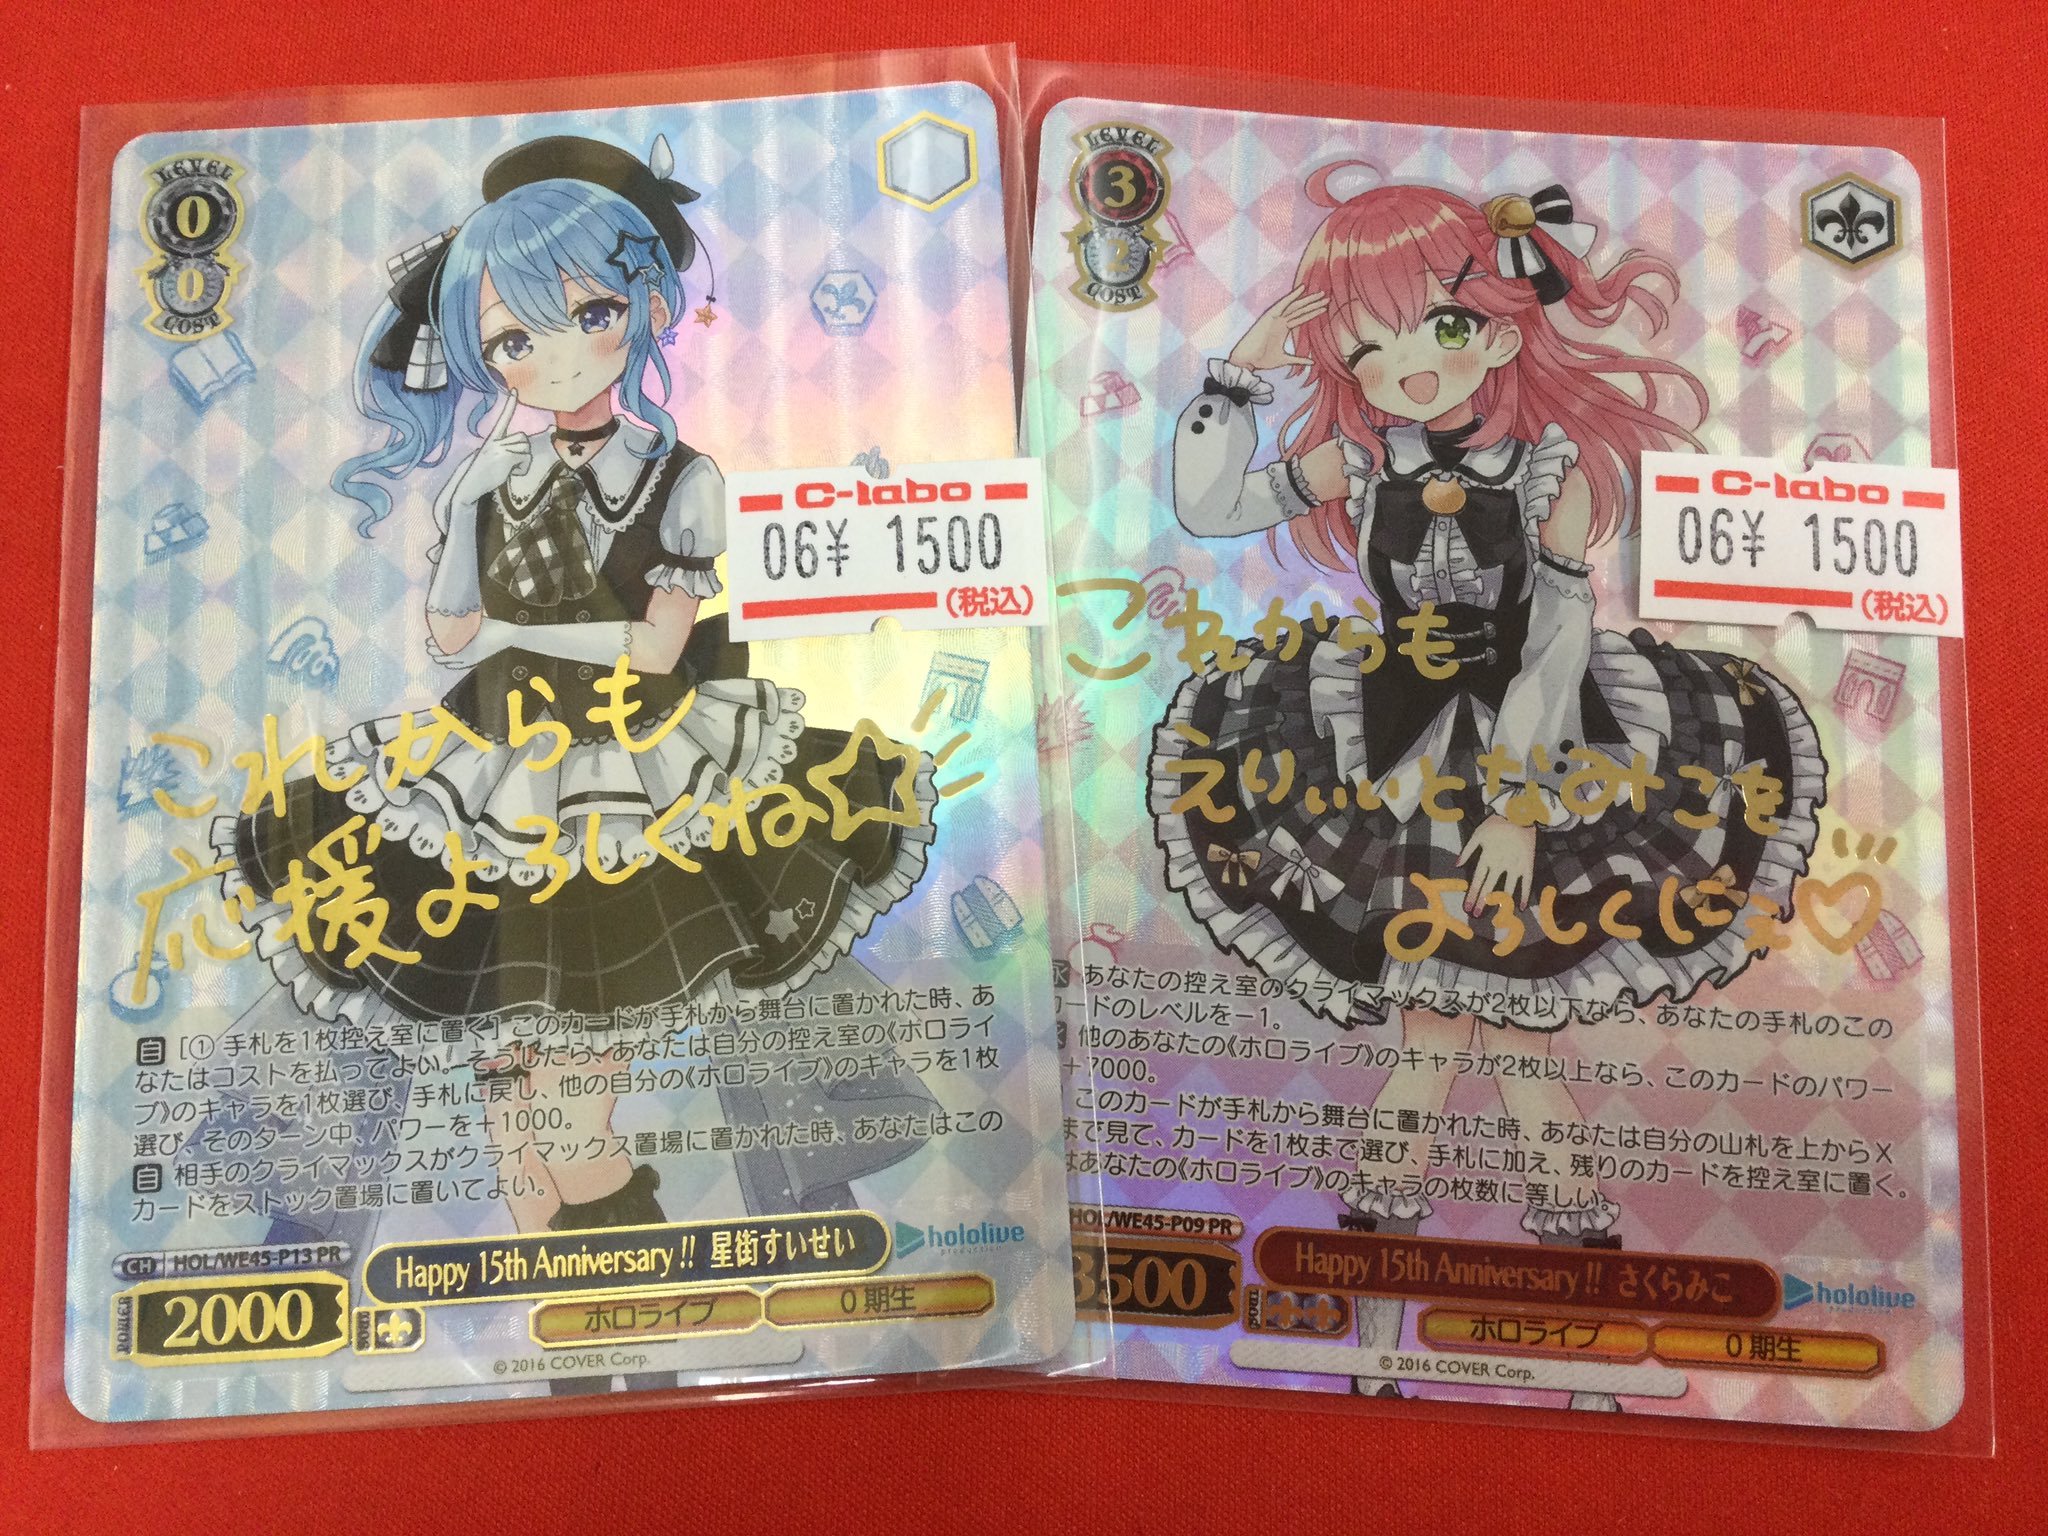 LEVEL
0
0
COST
C-labo
06¥ 1500
(税込)
これからも
応援よろしくね☆
自 [① 手札を1枚控え室に置く] このカードが手札から舞台に置かれた時、あ
なたはコストを払ってよい。そうしたら、あなたは自分の控え室の《ホロライ
ブ》のキャラを1枚選び、手札に戻し、他の自分の《ホロライブ》のキャラを1枚
選び、そのターン中、パワーを+1000。
自 相手のクライマックスがクライマックス置場に置かれた時、あなたはこの
カードをストック置場に置いてよい。
CH HOL/WE45-P13 PR
Happy 15th Anniversary!! 星街すいせい
hololive
production
POWER
2000
SOUL
ホロライブ
0期生
© 2016 COVER Corp.
LEVEL
3
2
COST
C-labo
06¥ 1500
(税込)
これからも
えりぃぃとなみこを
よろしくにぇ♡
永 あなたの控え室のクライマックスが2枚以下なら、あなたの手札のこの
カードのレベルを-1。
他のあなたの《ホロライブ》のキャラが2枚以上なら、このカードのパワー
+7000。
このカードが手札から舞台に置かれた時、あなたは自分の山札を上からX
まで見て、カードを1枚まで選び、手札に加え、残りのカードを控え室に置く。
はあなたの《ホロライブ》のキャラの枚数に等しい。
HOL/WE45-P09 PR
Happy 15th Anniversary!! さくらみこ
hololive
production
3500
SOUL
ホロライブ
0期生
© 2016 COVER Corp.